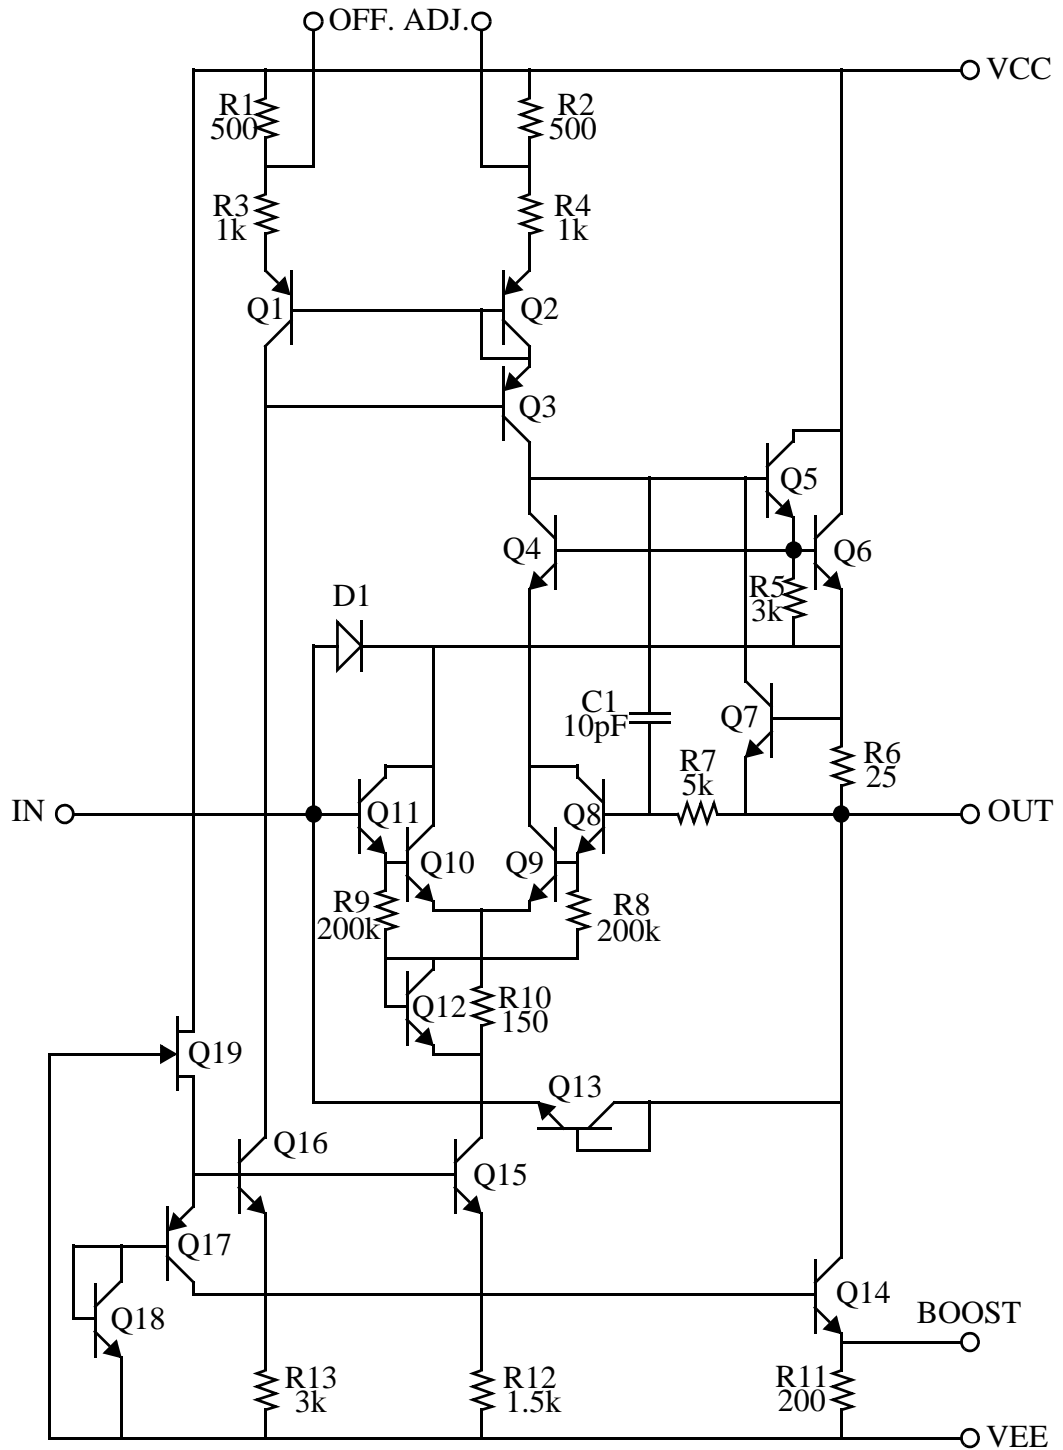 OFF. ADJ.
VCC
R1
500
R2
500
R3
1k
R4
1k
Q1
Q2
Q3
Q5
Q4
Q6
R5
3k
D1
C1
10pF
Q7
R7
5k
R6
25
IN
Q11
Q8
OUT
Q10
Q9
R9
200k
R8
200k
Q12
R10
150
Q19
Q13
Q16
Q15
Q17
Q18
Q14
BOOST
R13
3k
R12
1.5k
R11
200
VEE